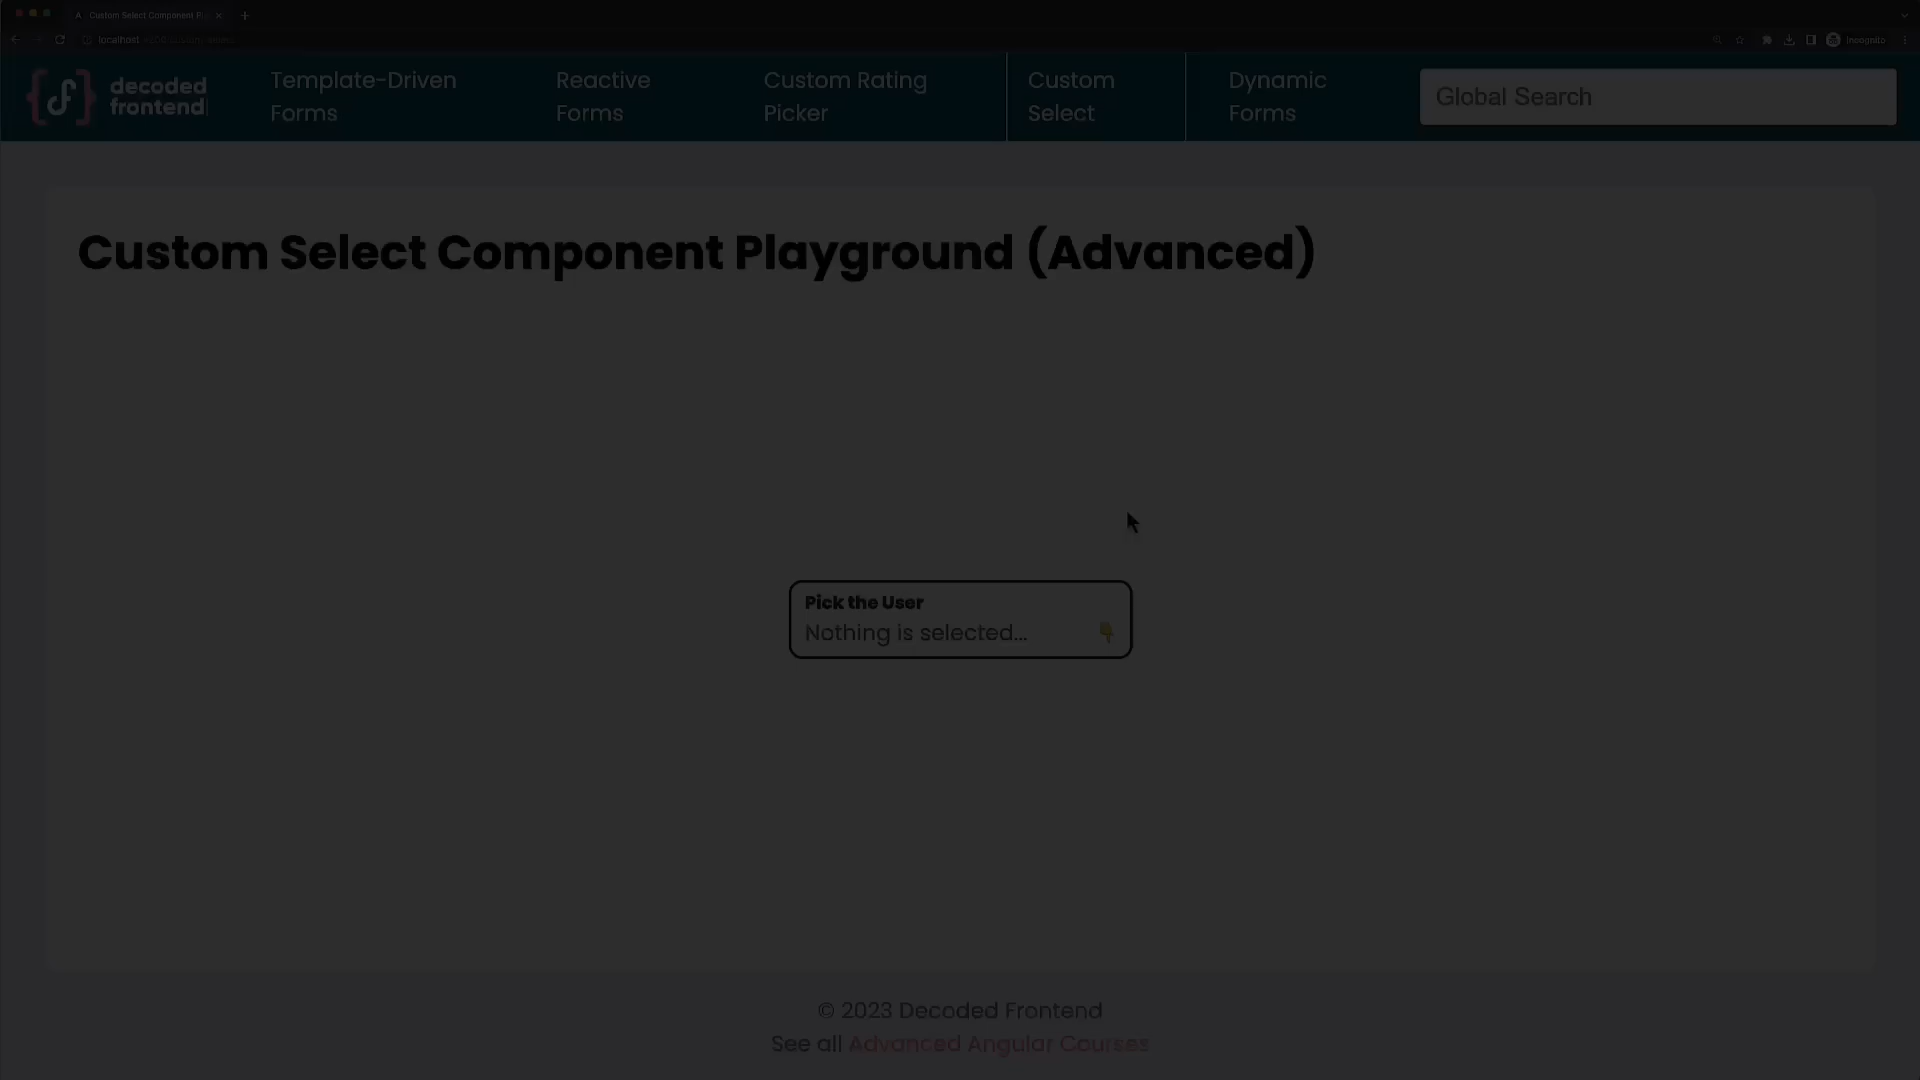 Custom Select Component P
localhost
Incognito
decoded
frontend
Template-Driven
Forms
Reactive
Forms
Custom Rating
Picker
Custom
Select
Dynamic
Forms
Global Search
Custom Select Component Playground (Advanced)
Pick the User
Nothing is selected...
© 2023 Decoded Frontend
See all Advanced Angular Courses